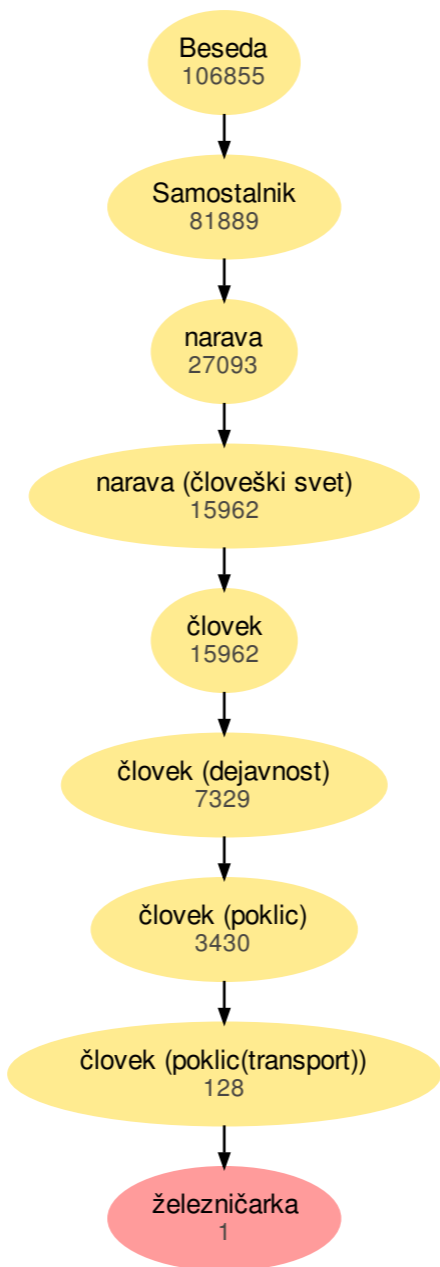 Beseda
106855
Samostalnik
81889
narava
27093
narava (človeški svet)
15962
človek
15962
človek (dejavnost)
7329
človek (poklic)
3430
človek (poklic(transport))
128
železničarka
1